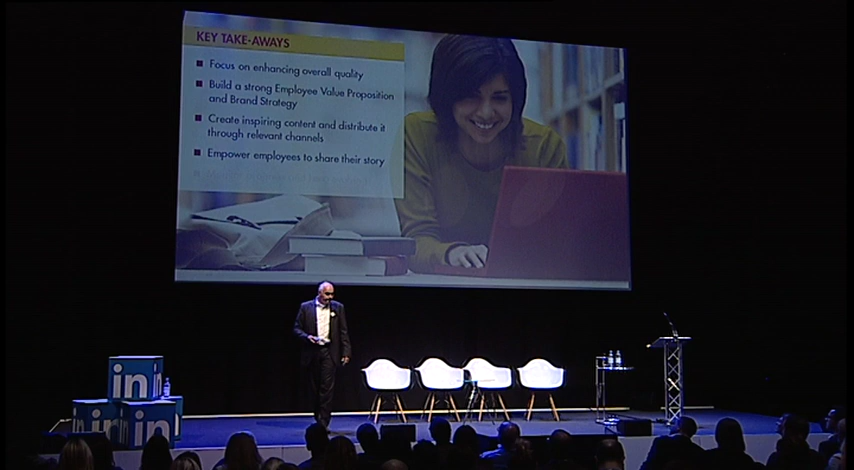 KEY TAKE-AWAYS
■ Focus on enhancing overall quality
■ Build a strong Employee Value Proposition
and Brand Strategy
■ Create inspiring content and distribute it
through relevant channels
■ Empower employees to share their story
in
in
in
in